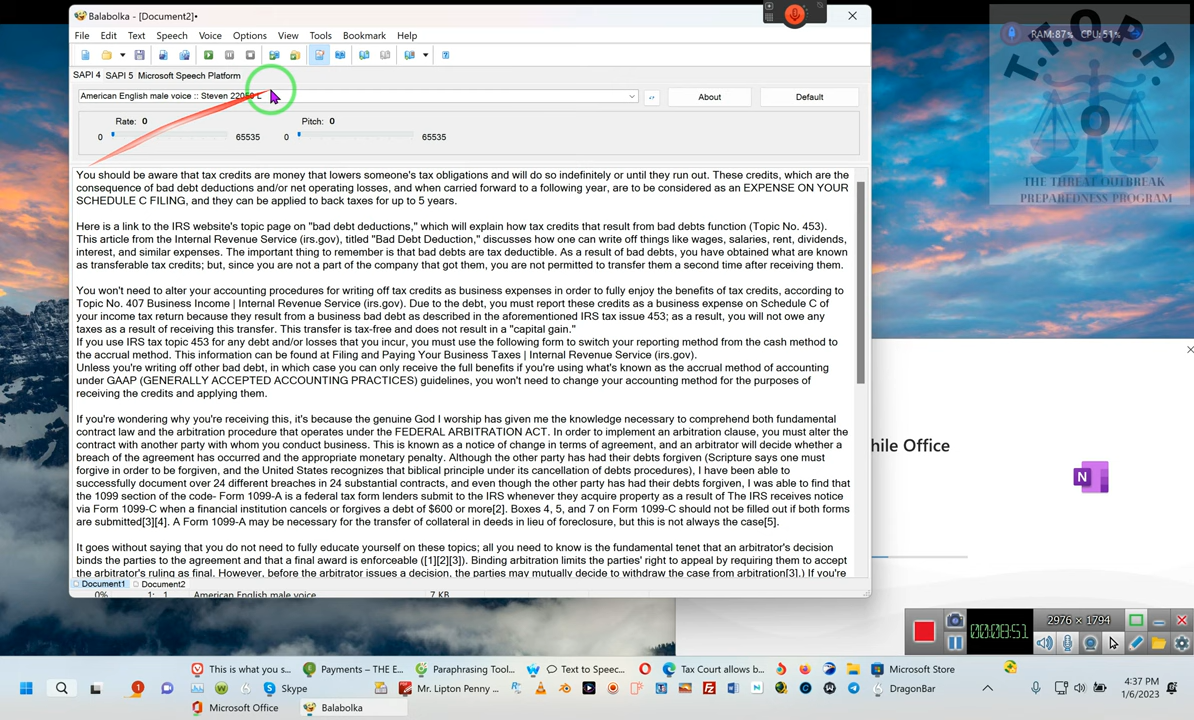 Balabolka - [Document2]•
File Edit Text Speech Voice Options View Tools Bookmark Help
SAPI 4 SAPI 5 Microsoft Speech Platform
American English male voice :: Steven 22050 L
About Default
Rate: 0 Pitch: 0
0 65535 0 65535
You should be aware that tax credits are money that lowers someone's tax obligations and will do so indefinitely or until they run out. These credits, which are the
consequence of bad debt deductions and/or net operating losses, and when carried forward to a following year, are to be considered as an EXPENSE ON YOUR
SCHEDULE C FILING, and they can be applied to back taxes for up to 5 years.
Here is a link to the IRS website's topic page on "bad debt deductions," which will explain how tax credits that result from bad debts function (Topic No. 453).
This article from the Internal Revenue Service (irs.gov), titled "Bad Debt Deduction," discusses how one can write off things like wages, salaries, rent, dividends,
interest, and similar expenses. The important thing to remember is that bad debts are tax deductible. As a result of bad debts, you have obtained what are known
as transferable tax credits; but, since you are not a part of the company that got them, you are not permitted to transfer them a second time after receiving them.
You won't need to alter your accounting procedures for writing off tax credits as business expenses in order to fully enjoy the benefits of tax credits, according to
Topic No. 407 Business Income | Internal Revenue Service (irs.gov). Due to the debt, you must report these credits as a business expense on Schedule C of
your income tax return because they result from a business bad debt as described in the aforementioned IRS tax issue 453; as a result, you will not owe any
taxes as a result of receiving this transfer. This transfer is tax-free and does not result in a "capital gain."
If you use IRS tax topic 453 for any debt and/or losses that you incur, you must use the following form to switch your reporting method from the cash method to
the accrual method. This information can be found at Filing and Paying Your Business Taxes | Internal Revenue Service (irs.gov).
Unless you're writing off other bad debt, in which case you can only receive the full benefits if you're using what's known as the accrual method of accounting
under GAAP (GENERALLY ACCEPTED ACCOUNTING PRACTICES) guidelines, you won't need to change your accounting method for the purposes of
receiving the credits and applying them.
If you're wondering why you're receiving this, it's because the genuine God I worship has given me the knowledge necessary to comprehend both fundamental
contract law and the arbitration procedure that operates under the FEDERAL ARBITRATION ACT. In order to implement an arbitration clause, you must alter the
contract with another party with whom you conduct business. This is known as a notice of change in terms of agreement, and an arbitrator will decide whether a
breach of the agreement has occurred and the appropriate monetary penalty. Although the other party has had their debts forgiven (Scripture says one must
forgive in order to be forgiven, and the United States recognizes that biblical principle under its cancellation of debts procedures), I have been able to
successfully document over 24 different breaches in 24 substantial contracts, and even though the other party has had their debts forgiven, I was able to find that
the 1099 section of the code- Form 1099-A is a federal tax form lenders submit to the IRS whenever they acquire property as a result of The IRS receives notice
via Form 1099-C when a financial institution cancels or forgives a debt of $600 or more[2]. Boxes 4, 5, and 7 on Form 1099-C should not be filled out if both forms
are submitted[3][4]. A Form 1099-A may be necessary for the transfer of collateral in deeds in lieu of foreclosure, but this is not always the case[5].
It goes without saying that you do not need to fully educate yourself on these topics; all you need to know is the fundamental tenet that an arbitrator's decision
binds the parties to the agreement and that a final award is enforceable ([1][2][3]). Binding arbitration limits the parties' right to appeal by requiring them to accept
the arbitrator's ruling as final. However, before the arbitrator issues a decision, the parties may mutually decide to withdraw the case from arbitration[3].) If you're
Document1 Document2
0% 1: 1 American English male voice 7 KB
RAM:87% CPU:51%
T.T.O.P.P.
O
THE THREAT OUTBREAK
PREPAREDNESS PROGRAM
hile Office
N
00:08:51
2976 × 1794
This is what you s... Payments – THE E... Paraphrasing Tool... Text to Speec... Tax Court allows b... Microsoft Store
Skype Mr. Lipton Penny ... DragonBar
Microsoft Office Balabolka
4:37 PM
1/6/2023